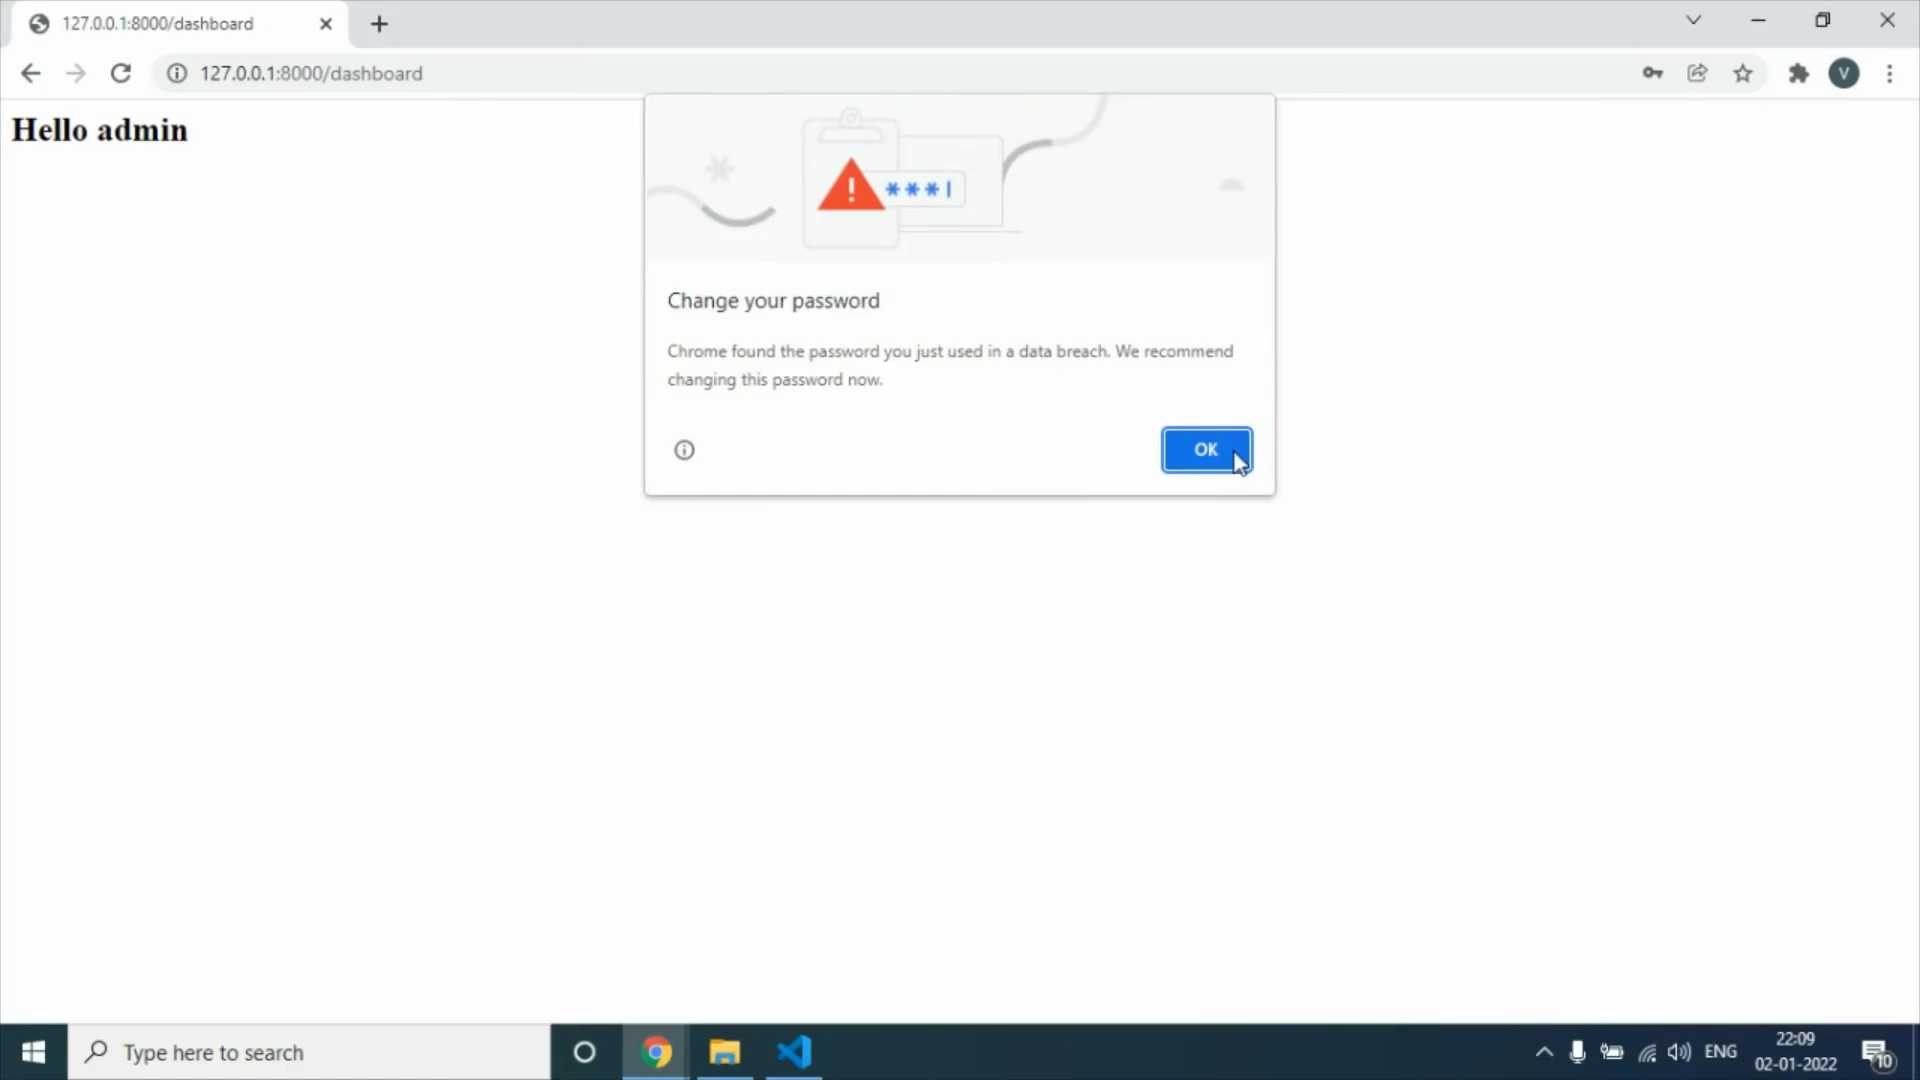 127.0.0.1:8000/dashboard
127.0.0.1:8000/dashboard
V
Hello admin
***
Change your password
Chrome found the password you just used in a data breach. We recommend
changing this password now.
OK
Type here to search
ENG
22:09
02-01-2022
10